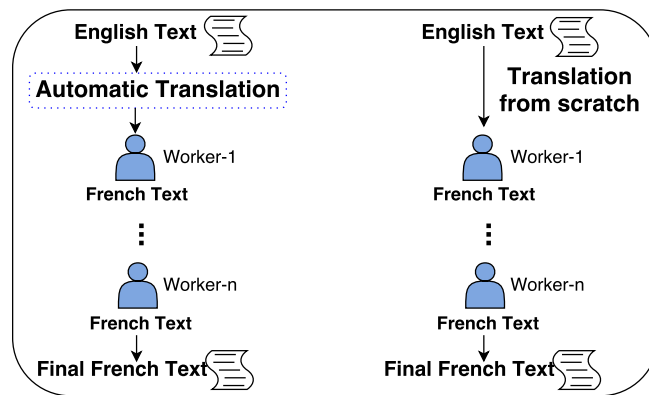 English Text
Automatic Translation
Worker-1
French Text
⋮
Worker-n
French Text
Final French Text
English Text
Translation
from scratch
Worker-1
French Text
⋮
Worker-n
French Text
Final French Text